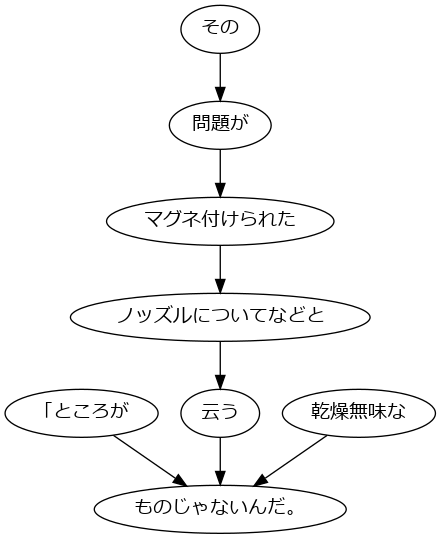 その
問題が
マグネ付けられた
ノッズルについてなどと
「ところが
云う
乾燥無味な
ものじゃないんだ。